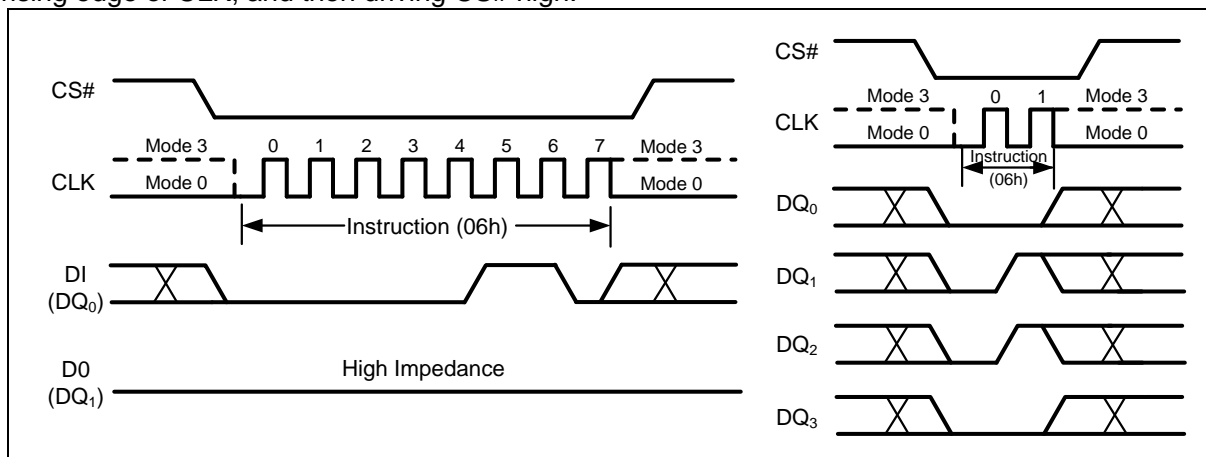 rising edge of CLK, and then driving CS# high.
CS#
Mode 3 0 1 2 3 4 5 6 7 Mode 3
CLK
Mode 0 Mode 0
Instruction (06h)
DI
(DQ0)
D0
(DQ1)
High Impedance
CS#
Mode 3 0 1 Mode 3
CLK
Mode 0 Mode 0
Instruction
(06h)
DQ0
DQ1
DQ2
DQ3